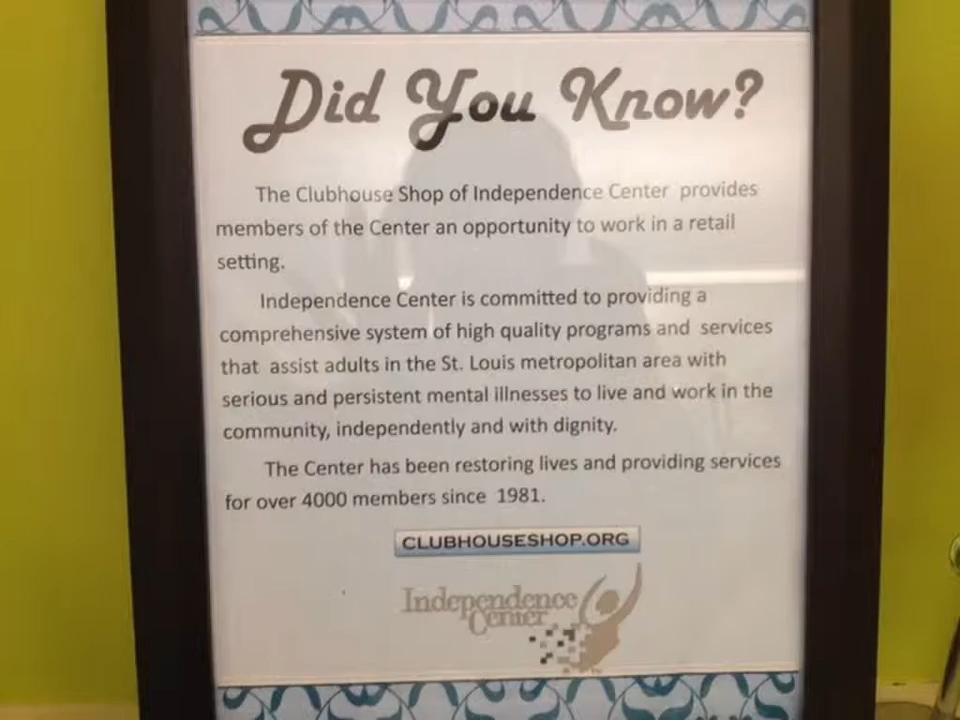 Did You Know?
The Clubhouse Shop of Independence Center provides
members of the Center an opportunity to work in a retail
setting.
Independence Center is committed to providing a
comprehensive system of high quality programs and services
that assist adults in the St. Louis metropolitan area with
serious and persistent mental illnesses to live and work in the
community, independently and with dignity.
The Center has been restoring lives and providing services
for over 4000 members since 1981.
CLUBHOUSESHOP.ORG
Independence
Center